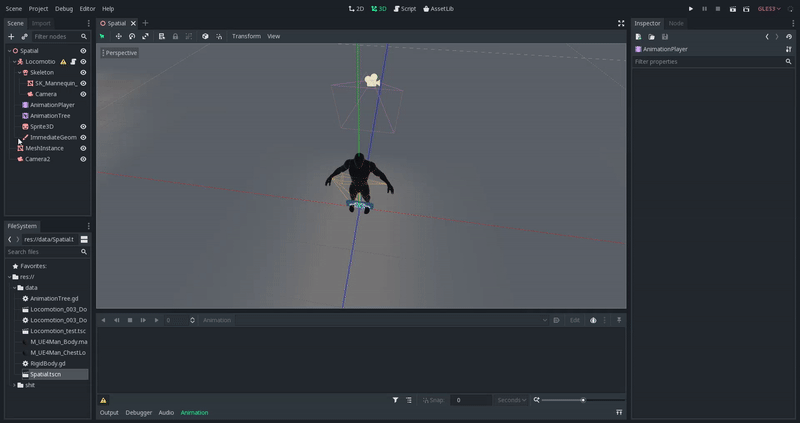 Scene Project Debug Editor Help
2D 3D Script AssetLib
GLES3
Scene Import
Spatial
Inspector Node
Filter nodes
Transform View
AnimationPlayer
Filter properties
Perspective
Spatial
Locomotio
Skeleton
SK_Mannequin_
Camera
AnimationPlayer
AnimationTree
Sprite3D
ImmediateGeom
MeshInstance
Camera2
FileSystem
res://data/Spatial.t
Search files
Favorites:
res://
data
AnimationTree.gd
Locomotion_003_Do
Locomotion_003_Do
Locomotion_test.tsc
M_UE4Man_Body.ma
M_UE4Man_ChestLo
RigidBody.gd
Spatial.tscn
shit
0 Animation Edit
Snap: 0 Seconds
Output Debugger Audio Animation